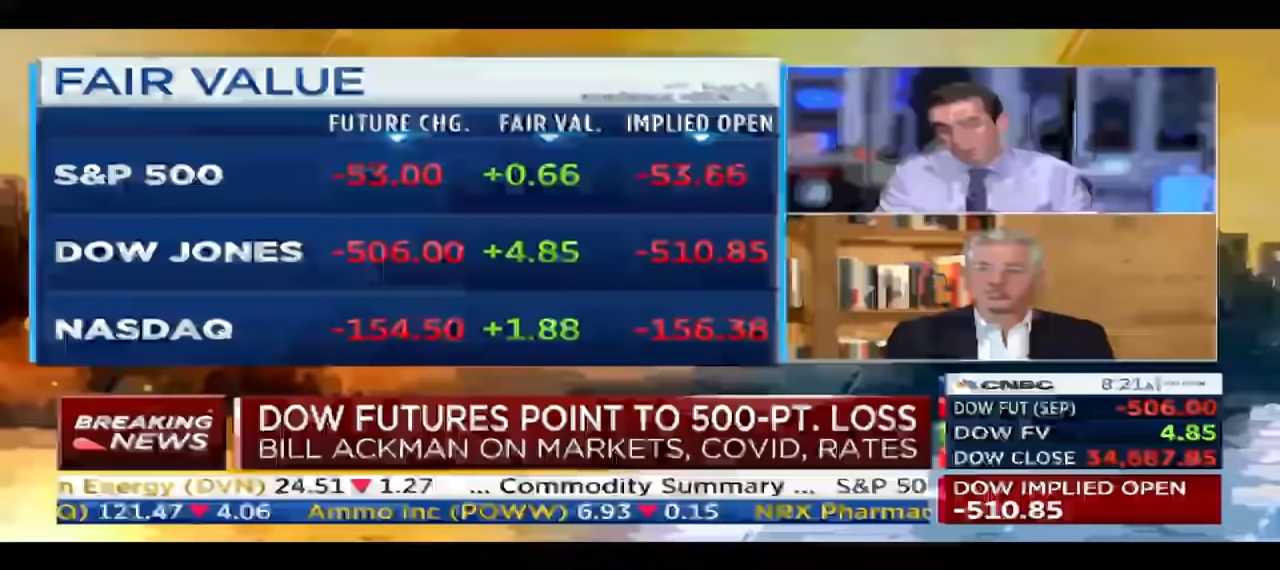 FAIR VALUE
FUTURE CHG. FAIR VAL. IMPLIED OPEN
S&P 500 -53.00 +0.66 -53.66
DOW JONES -506.00 +4.85 -510.85
NASDAQ -154.50 +1.88 -156.38
CNBC 8:21A
BREAKING NEWS
DOW FUTURES POINT TO 500-PT. LOSS
BILL ACKMAN ON MARKETS, COVID, RATES
DOW FUT (SEP) -506.00
DOW FV 4.85
DOW CLOSE 34,687.85
n Energy (DVN) 24.51 ▼ 1.27 ... Commodity Summary ... S&P 50
Q) 121.47 ▼ 4.06 Ammo Inc (POWW) 6.93 ▼ 0.15 NRX Pharmac
DOW IMPLIED OPEN
-510.85